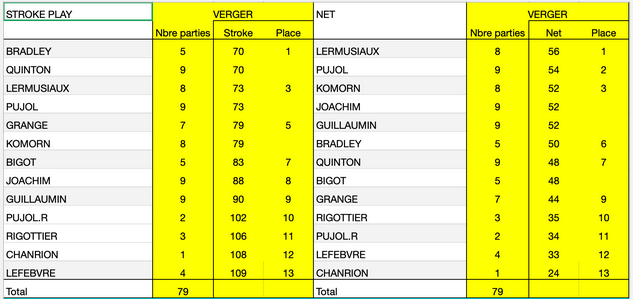 STROKE PLAY VERGER NET VERGER
Nbre parties Stroke Place Nbre parties Net Place
BRADLEY 5 70 1 LERMUSIAUX 8 56 1
QUINTON 9 70 PUJOL 9 54 2
LERMUSIAUX 8 73 3 KOMORN 8 52 3
PUJOL 9 73 JOACHIM 9 52
GRANGE 7 79 5 GUILLAUMIN 9 52
KOMORN 8 79 BRADLEY 5 50 6
BIGOT 5 83 7 QUINTON 9 48 7
JOACHIM 9 88 8 BIGOT 5 48
GUILLAUMIN 9 90 9 GRANGE 7 44 9
PUJOL.R 2 102 10 RIGOTTIER 3 35 10
RIGOTTIER 3 106 11 PUJOL.R 2 34 11
CHANRION 1 108 12 LEFEBVRE 4 33 12
LEFEBVRE 4 109 13 CHANRION 1 24 13
Total 79 Total 79